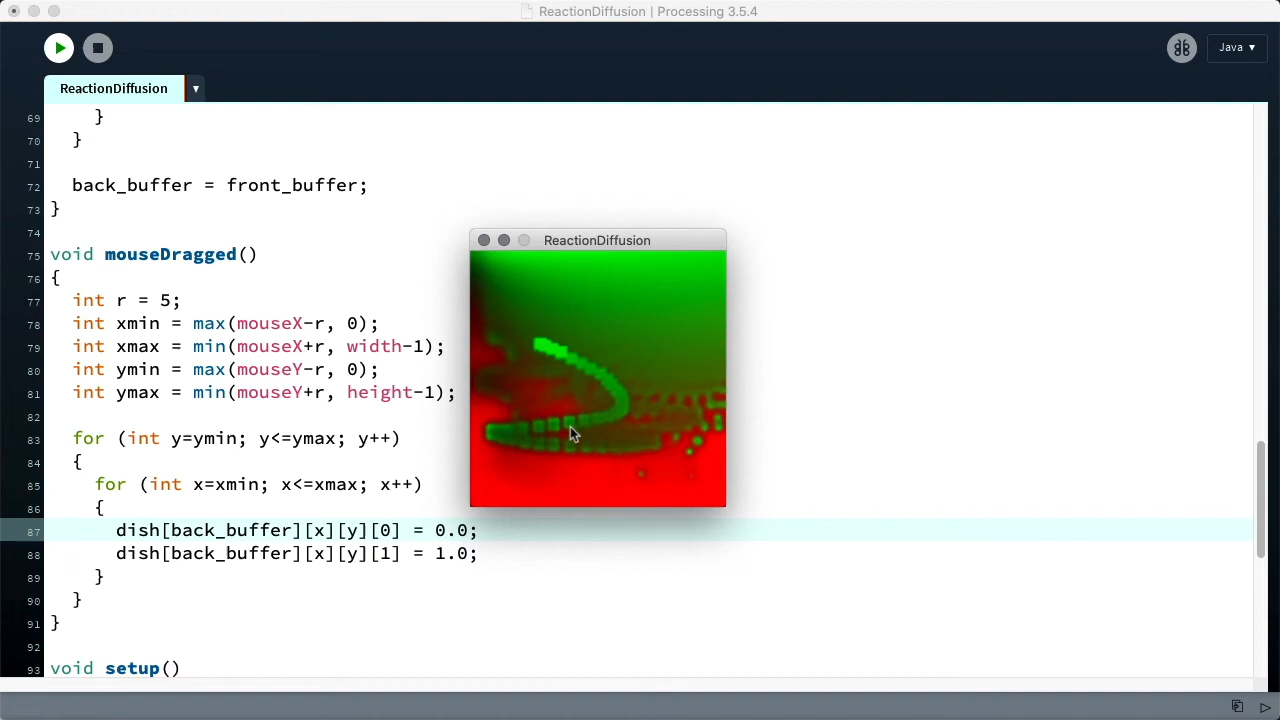 ReactionDiffusion | Processing 3.5.4
Java ▾
ReactionDiffusion ▾
69 }
70 }
71
72 back_buffer = front_buffer;
73 }
74
75 void mouseDragged()
76 {
77 int r = 5;
78 int xmin = max(mouseX-r, 0);
79 int xmax = min(mouseX+r, width-1);
80 int ymin = max(mouseY-r, 0);
81 int ymax = min(mouseY+r, height-1);
82
83 for (int y=ymin; y<=ymax; y++)
84 {
85 for (int x=xmin; x<=xmax; x++)
86 {
87 dish[back_buffer][x][y][0] = 0.0;
88 dish[back_buffer][x][y][1] = 1.0;
89 }
90 }
91 }
92
93 void setup()
ReactionDiffusion